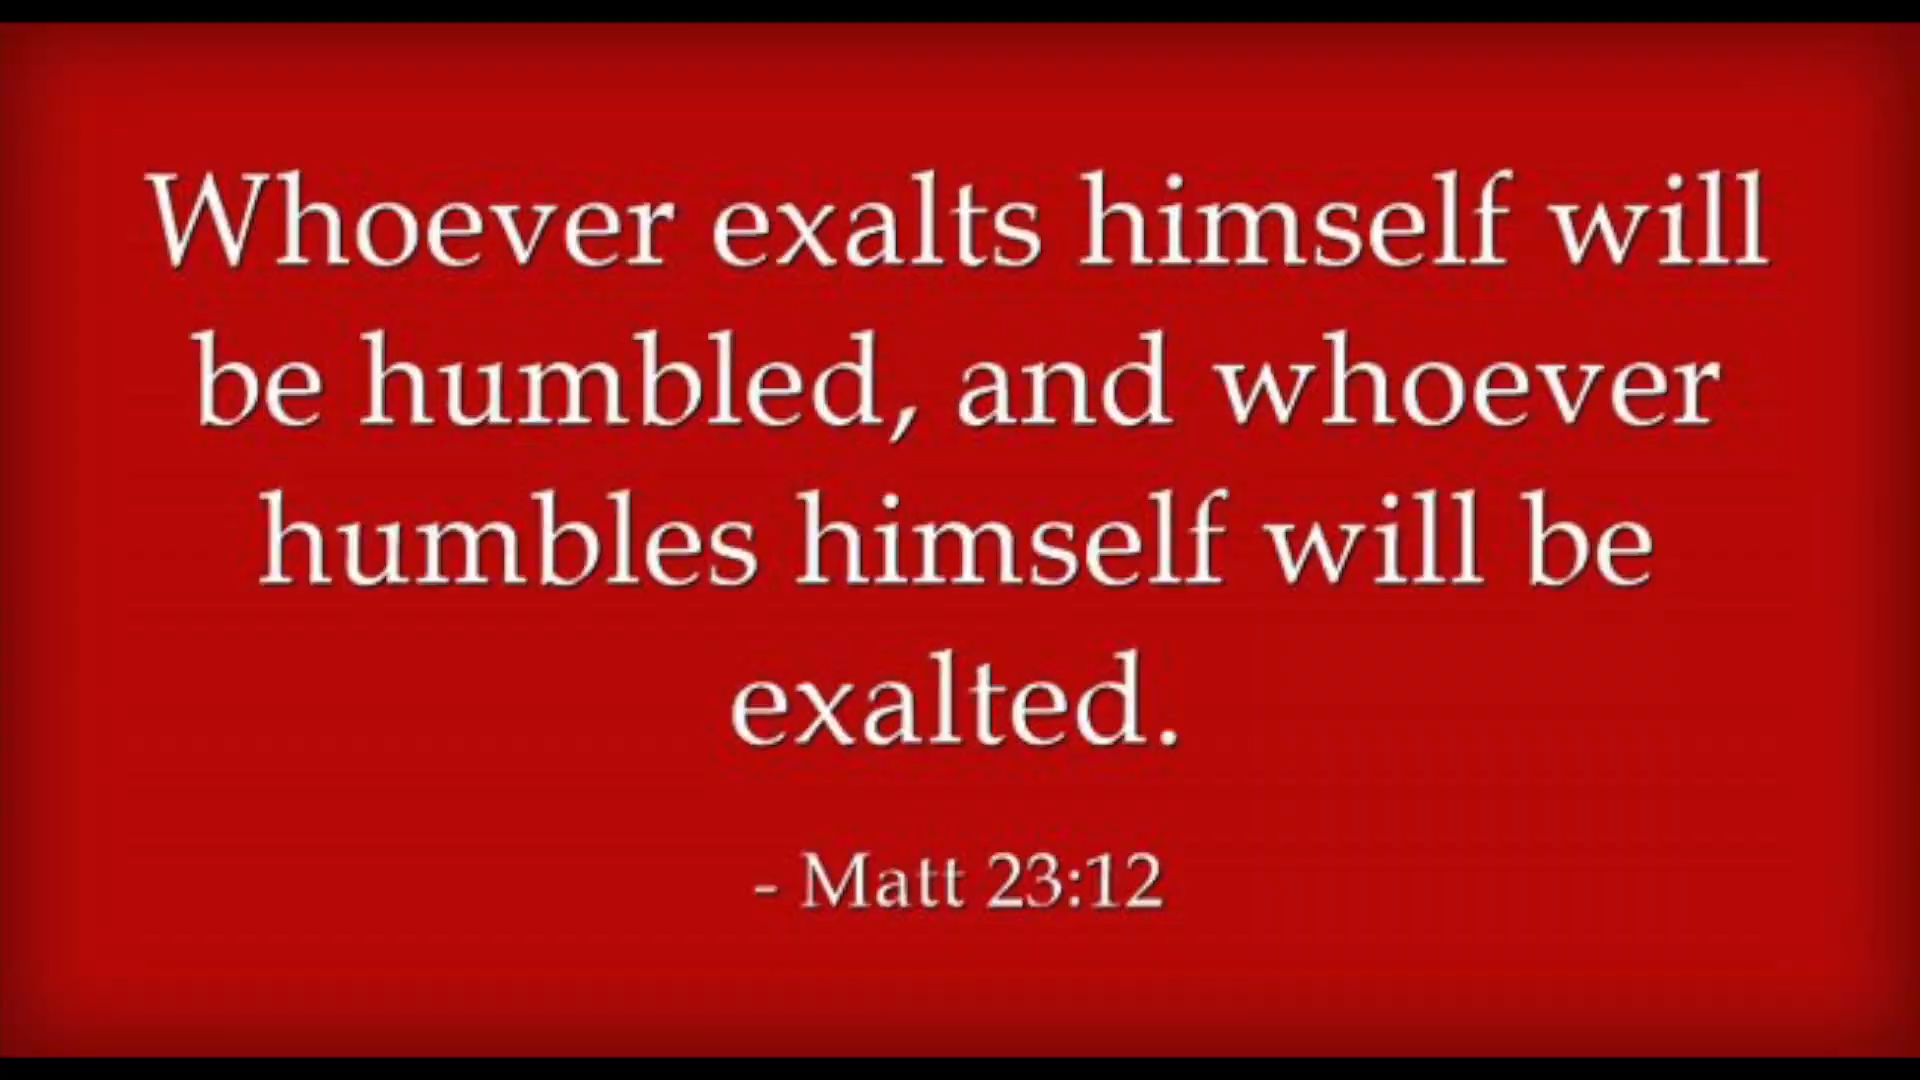 Whoever exalts himself will
be humbled, and whoever
humbles himself will be
exalted.
- Matt 23:12